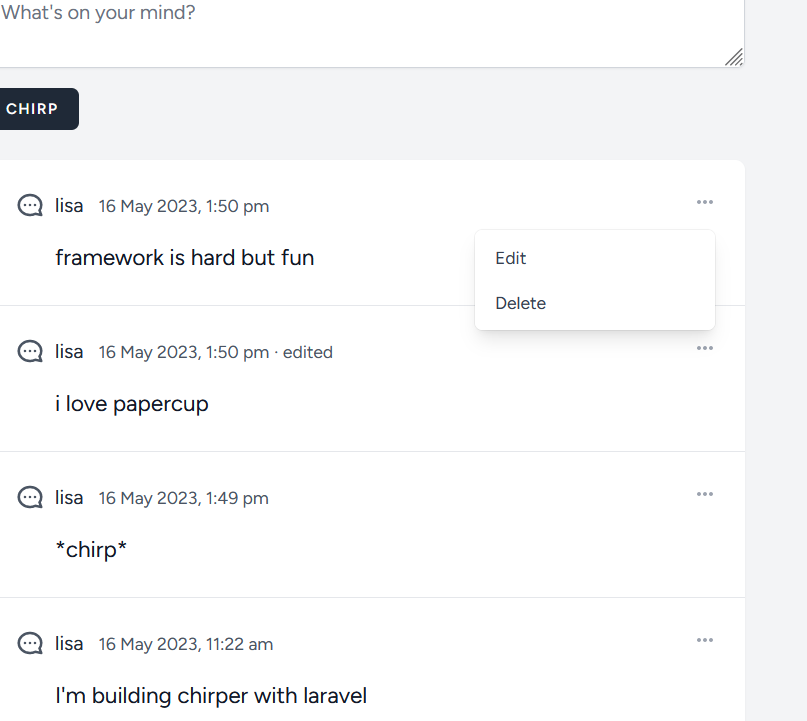 What's on your mind?
CHIRP
lisa 16 May 2023, 1:50 pm
framework is hard but fun
Edit
Delete
lisa 16 May 2023, 1:50 pm · edited
i love papercup
lisa 16 May 2023, 1:49 pm
*chirp*
lisa 16 May 2023, 11:22 am
I'm building chirper with laravel